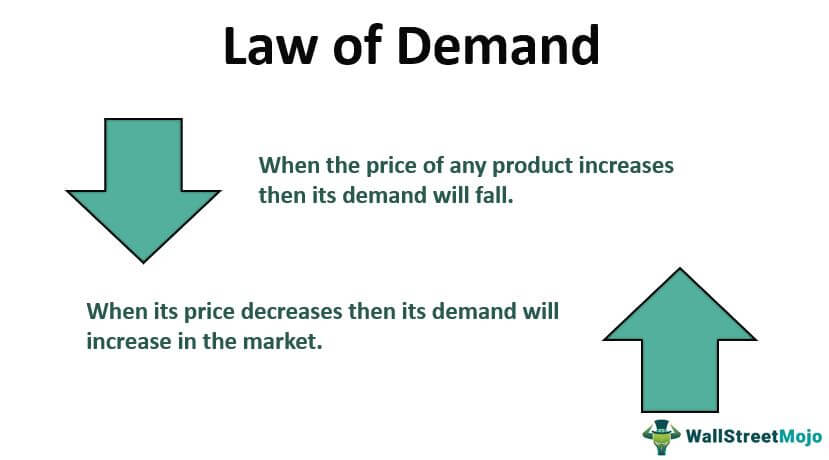 Law of Demand
When the price of any product increases
then its demand will fall.
When its price decreases then its demand will
increase in the market.
WallStreetMojo